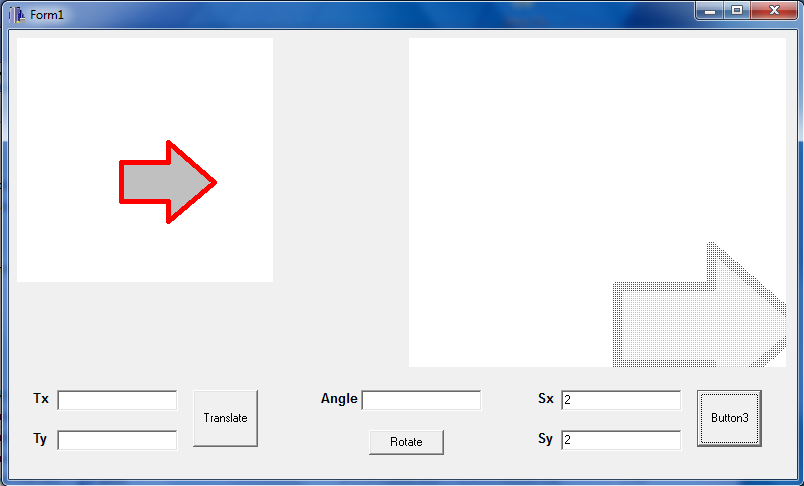 Form1
Tx
Translate
Ty
Angle
Rotate
Sx 2
Button3
Sy 2